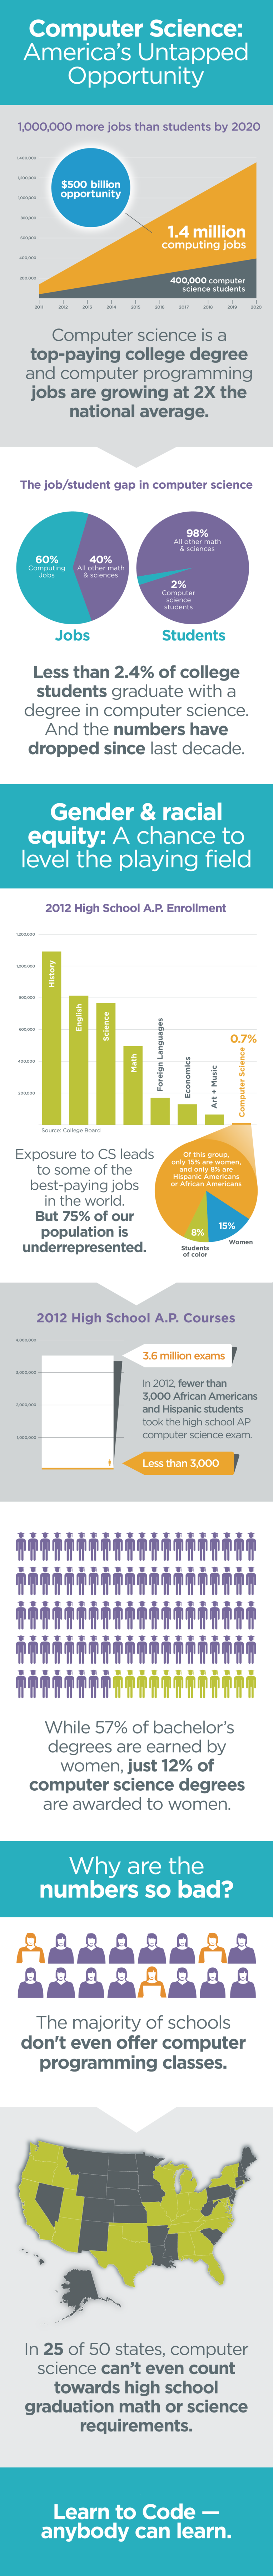 Computer Science:
America's Untapped
Opportunity
1,000,000 more jobs than students by 2020
1,400,000
1,200,000
1,000,000
800,000
600,000
400,000
200,000
$500 billion
opportunity
1.4 million
computing jobs
400,000 computer
science students
2011
2012
2013
2014
2015
2016
2017
2018
2019
2020
Computer science is a
top-paying college degree
and computer programming
jobs are growing at 2X the
national average.
The job/student gap in computer science
60%
Computing
Jobs
40%
All other math
& sciences
98%
All other math
& sciences
2%
Computer
science
students
Jobs
Students
Less than 2.4% of college
students graduate with a
degree in computer science.
And the numbers have
dropped since last decade.
Gender & racial
equity: A chance to
level the playing field
2012 High School A.P. Enrollment
1,200,000
1,000,000
800,000
600,000
400,000
200,000
History
English
Science
Math
Foreign Languages
Economics
Art + Music
Computer Science
0.7%
Source: College Board
Exposure to CS leads
to some of the
best-paying jobs
in the world.
But 75% of our
population is
underrepresented.
Of this group,
only 15% are women,
and only 8% are
Hispanic Americans
or African Americans
8%
15%
Students
of color
Women
2012 High School A.P. Courses
4,000,000
3,000,000
2,000,000
1,000,000
3.6 million exams
In 2012, fewer than
3,000 African Americans
and Hispanic students
took the high school AP
computer science exam.
Less than 3,000
While 57% of bachelor's
degrees are earned by
women, just 12% of
computer science degrees
are awarded to women.
Why are the
numbers so bad?
The majority of schools
don't even offer computer
programming classes.
In 25 of 50 states, computer
science can't even count
towards high school
graduation math or science
requirements.
Learn to Code —
anybody can learn.